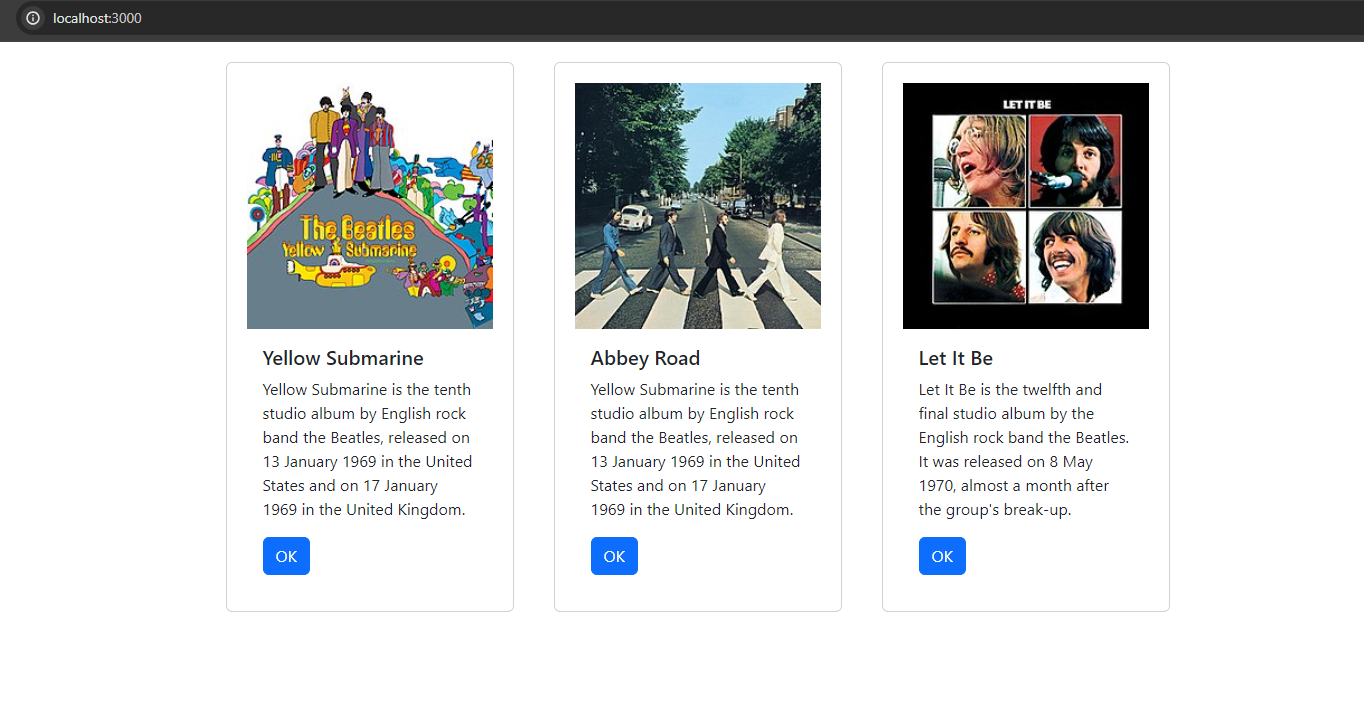 localhost:3000
The Beatles
Yellow Submarine
LET IT BE
Yellow Submarine
Yellow Submarine is the tenth
studio album by English rock
band the Beatles, released on
13 January 1969 in the United
States and on 17 January
1969 in the United Kingdom.
OK
Abbey Road
Yellow Submarine is the tenth
studio album by English rock
band the Beatles, released on
13 January 1969 in the United
States and on 17 January
1969 in the United Kingdom.
OK
Let It Be
Let It Be is the twelfth and
final studio album by the
English rock band the Beatles.
It was released on 8 May
1970, almost a month after
the group's break-up.
OK